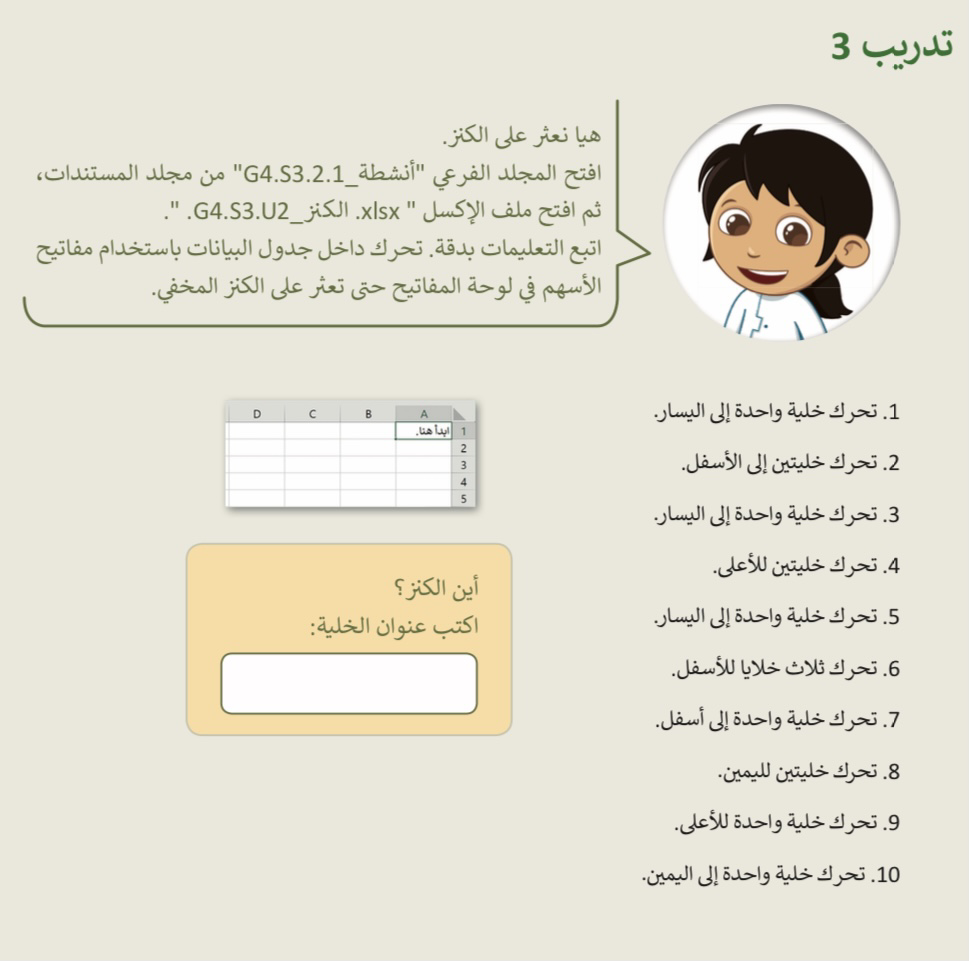 تدريب 3
هيا نعثر على الكنز.
افتح المجلد الفرعي "أنشطة_G4.S3.2.1" من مجلد المستندات،
ثم افتح ملف الإكسل " xlsx. الكنز_G4.S3.U2. ".
اتبع التعليمات بدقة. تحرك داخل جدول البيانات باستخدام مفاتيح
الأسهم في لوحة المفاتيح حتى تعثر على الكنز المخفي.
1. تحرك خلية واحدة إلى اليسار.
2. تحرك خليتين إلى الأسفل.
3. تحرك خلية واحدة إلى اليسار.
4. تحرك خليتين للأعلى.
5. تحرك خلية واحدة إلى اليسار.
6. تحرك ثلاث خلايا للأسفل.
7. تحرك خلية واحدة إلى أسفل.
8. تحرك خليتين لليمين.
9. تحرك خلية واحدة للأعلى.
10. تحرك خلية واحدة إلى اليمين.
A B C D
1 ابدأ هنا.
2
3
4
5
أين الكنز؟
اكتب عنوان الخلية: